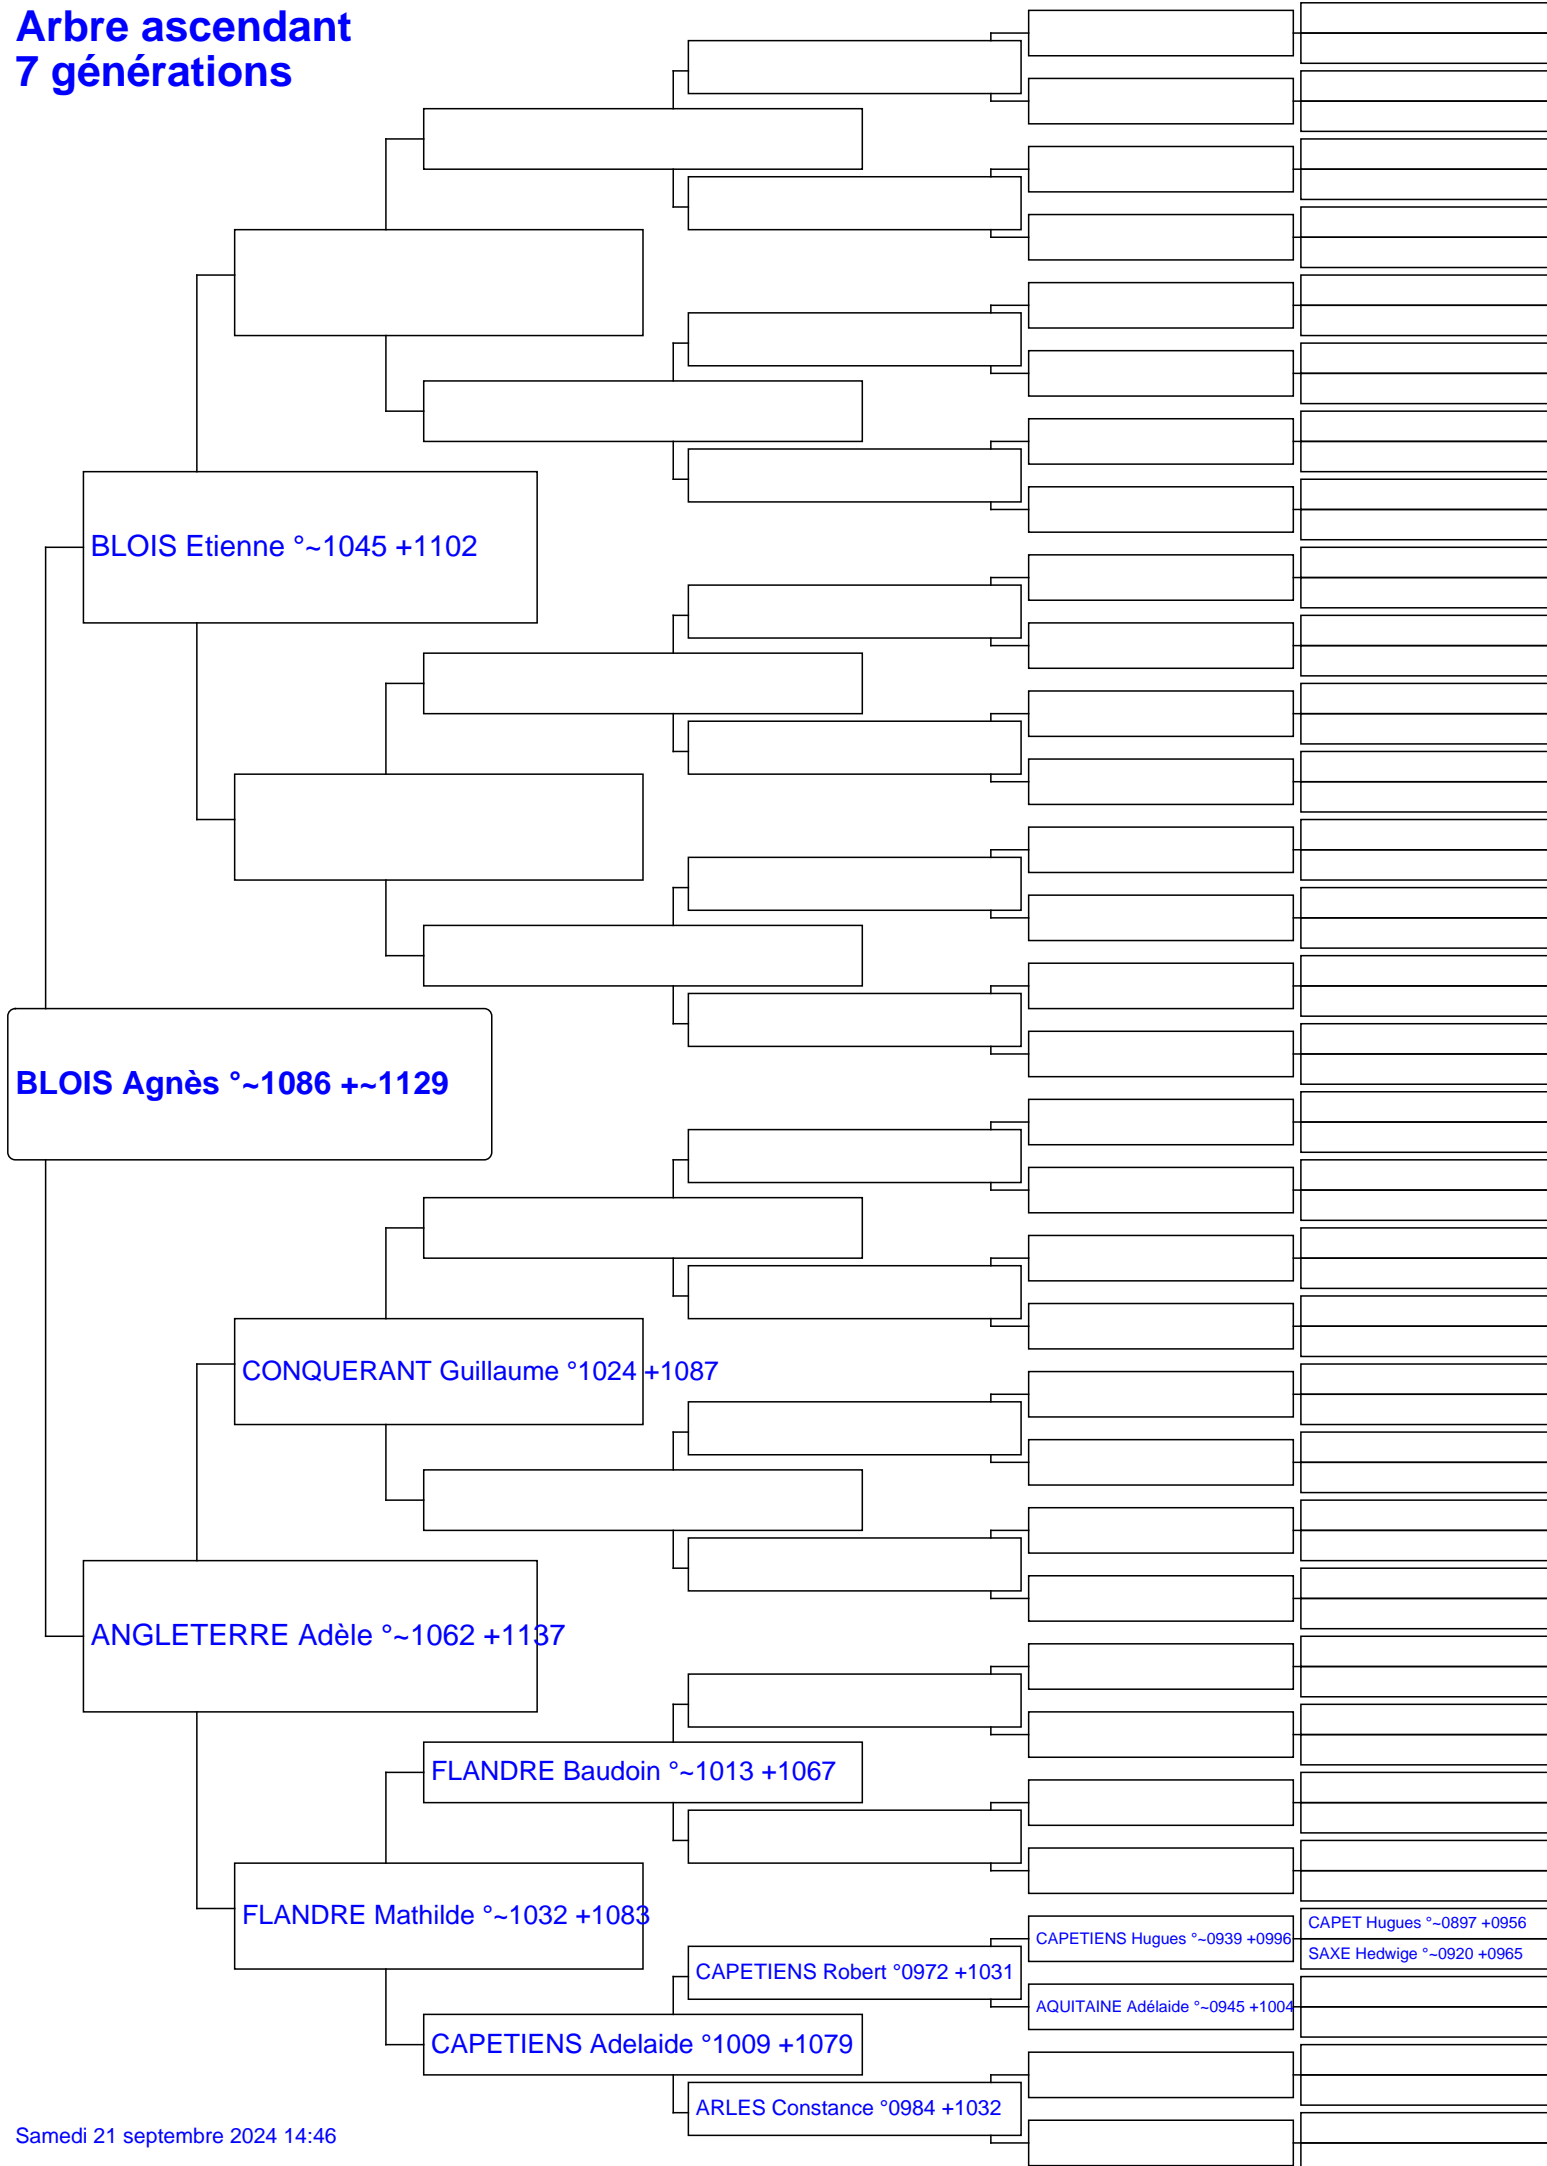 Arbre ascendant
7 générations
BLOIS Etienne °~1045 +1102
BLOIS Agnès °~1086 +~1129
CONQUERANT Guillaume °1024 +1087
ANGLETERRE Adèle °~1062 +1137
FLANDRE Baudoin °~1013 +1067
FLANDRE Mathilde °~1032 +1083
CAPET Hugues °~0897 +0956
CAPETIENS Hugues °~0939 +0996
SAXE Hedwige °~0920 +0965
CAPETIENS Robert °0972 +1031
AQUITAINE Adélaide °~0945 +1004
CAPETIENS Adelaide °1009 +1079
ARLES Constance °0984 +1032
Samedi 21 septembre 2024 14:46